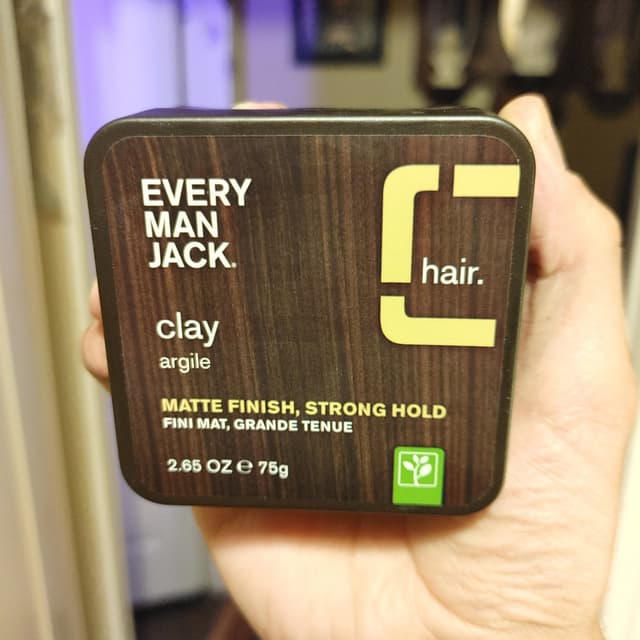 EVERY
MAN
JACK.
hair.
clay
argile
MATTE FINISH, STRONG HOLD
FINI MAT, GRANDE TENUE
2.65 OZ ℮ 75g